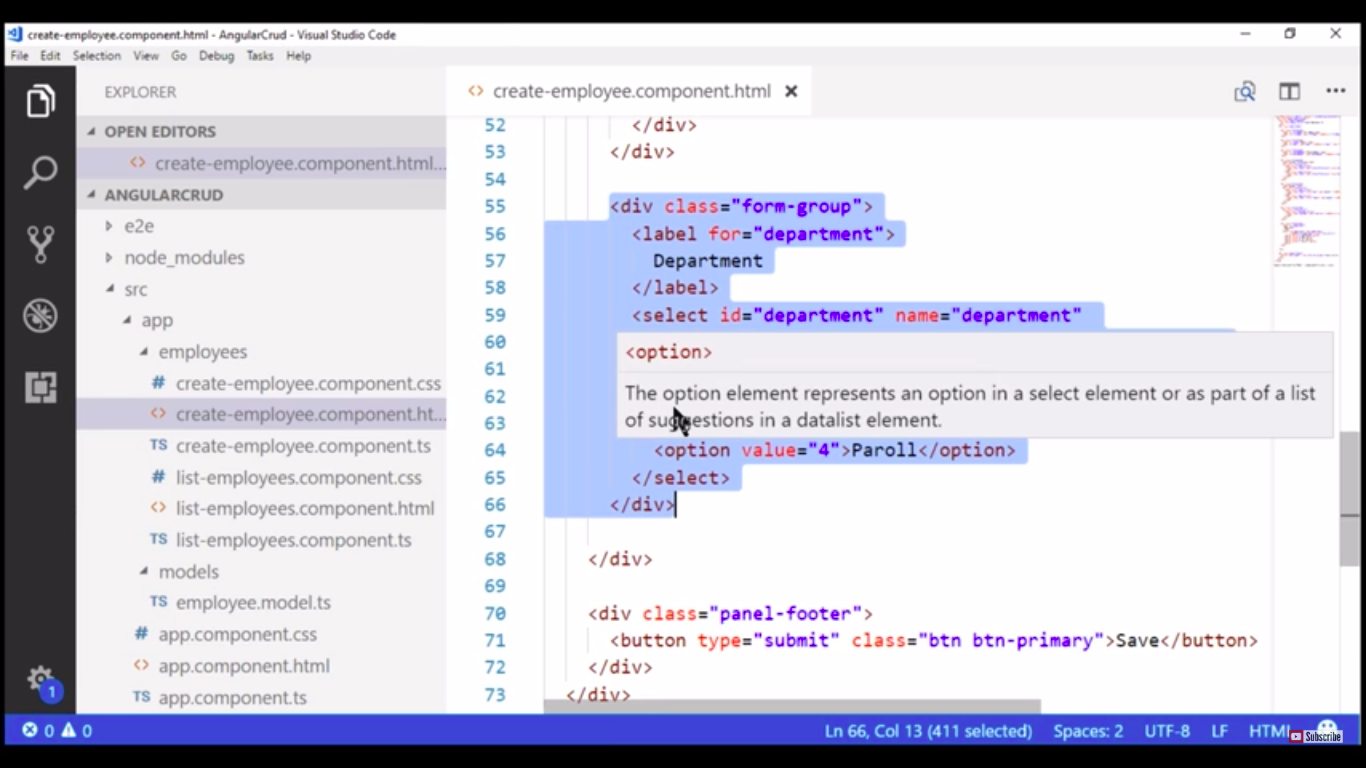 create-employee.component.html - AngularCrud - Visual Studio Code
File Edit Selection View Go Debug Tasks Help
EXPLORER
OPEN EDITORS
create-employee.component.html...
ANGULARCRUD
e2e
node_modules
src
app
employees
create-employee.component.css
create-employee.component.ht...
TS create-employee.component.ts
list-employees.component.css
list-employees.component.html
TS list-employees.component.ts
models
TS employee.model.ts
app.component.css
app.component.html
TS app.component.ts
create-employee.component.html
52 </div>
53 </div>
54
55 <div class="form-group">
56 <label for="department">
57 Department
58 </label>
59 <select id="department" name="department"
60
61
62
63
<option>
The option element represents an option in a select element or as part of a list
of suggestions in a datalist element.
64 <option value="4">Paroll</option>
65 </select>
66 </div>
67
68 </div>
69
70 <div class="panel-footer">
71 <button type="submit" class="btn btn-primary">Save</button>
72 </div>
73 </div>
1
0 0
Ln 66, Col 13 (411 selected) Spaces: 2 UTF-8 LF HTML
Subscribe